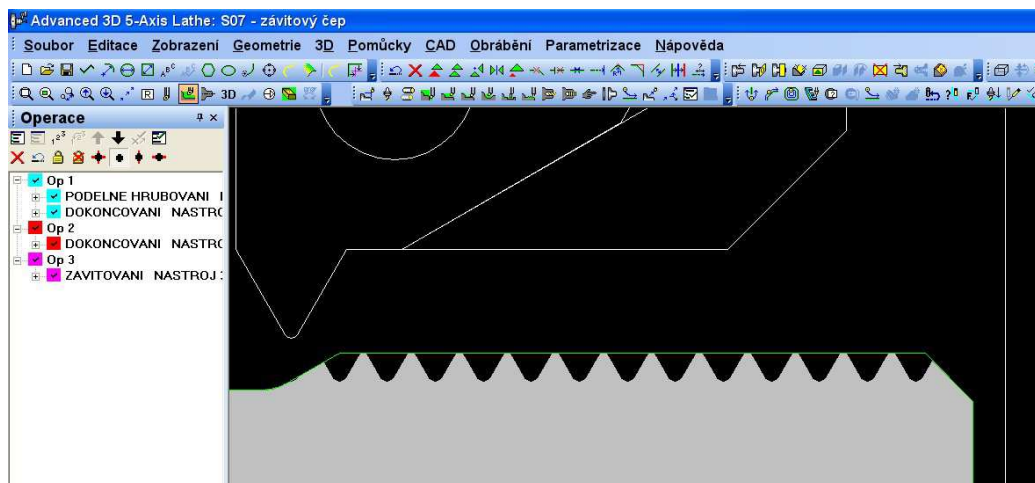 Advanced 3D 5-Axis Lathe: S07 - závitový čep
Soubor Editace Zobrazení Geometrie 3D Pomůcky CAD Obrábění Parametrizace Nápověda
3D
Operace
Op 1
PODELNE HRUBOVANI
DOKONCOVANI NASTRO
Op 2
DOKONCOVANI NASTRO
Op 3
ZAVITOVANI NASTROJ